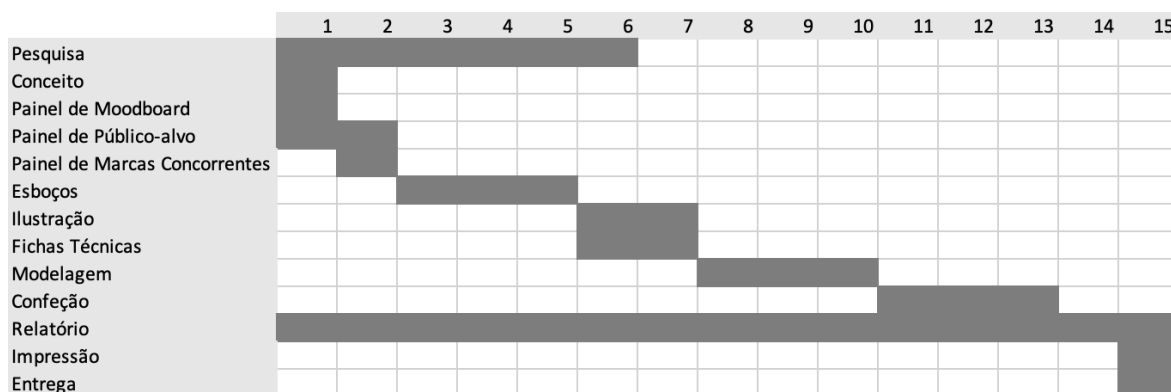 1 2 3 4 5 6 7 8 9 10 11 12 13 14 15
Pesquisa
Conceito
Painel de Moodboard
Painel de Público-alvo
Painel de Marcas Concorrentes
Esboços
Ilustração
Fichas Técnicas
Modelagem
Confeção
Relatório
Impressão
Entrega